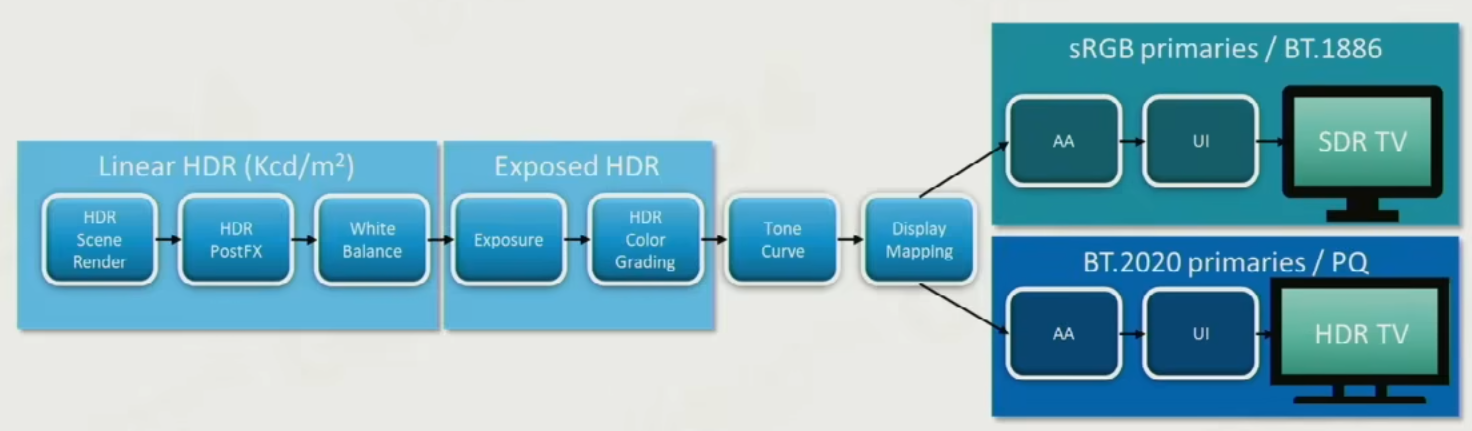 Linear HDR (Kcd/m²)
HDR
Scene
Render
HDR
PostFX
White
Balance
Exposed HDR
Exposure
HDR
Color
Grading
Tone
Curve
Display
Mapping
sRGB primaries / BT.1886
AA
UI
SDR TV
BT.2020 primaries / PQ
AA
UI
HDR TV